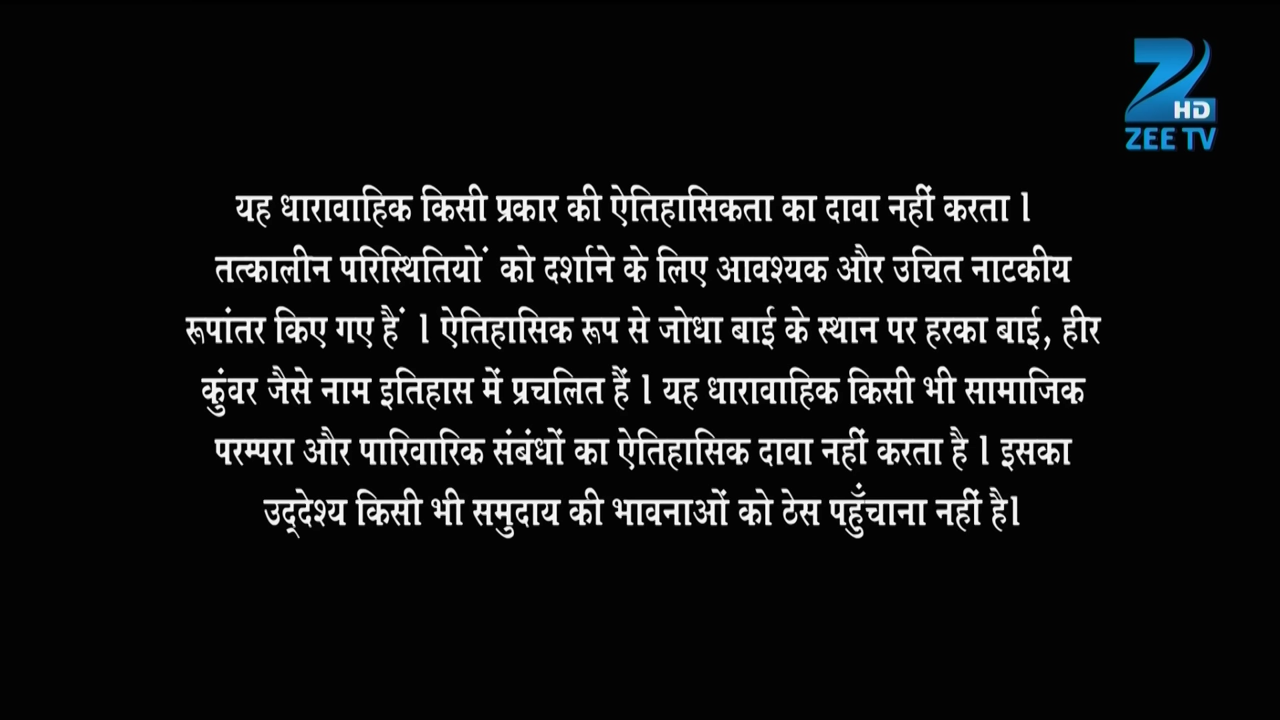 HD
ZEE TV
यह धारावाहिक किसी प्रकार की ऐतिहासिकता का दावा नहीं करता ।
तत्कालीन परिस्थितियों को दर्शाने के लिए आवश्यक और उचित नाटकीय
रूपांतर किए गए हैं । ऐतिहासिक रूप से जोधा बाई के स्थान पर हरका बाई, हीर
कुंवर जैसे नाम इतिहास में प्रचलित हैं । यह धारावाहिक किसी भी सामाजिक
परम्परा और पारिवारिक संबंधों का ऐतिहासिक दावा नहीं करता है । इसका
उद्‌देश्य किसी भी समुदाय की भावनाओं को ठेस पहुँचाना नहीं है।